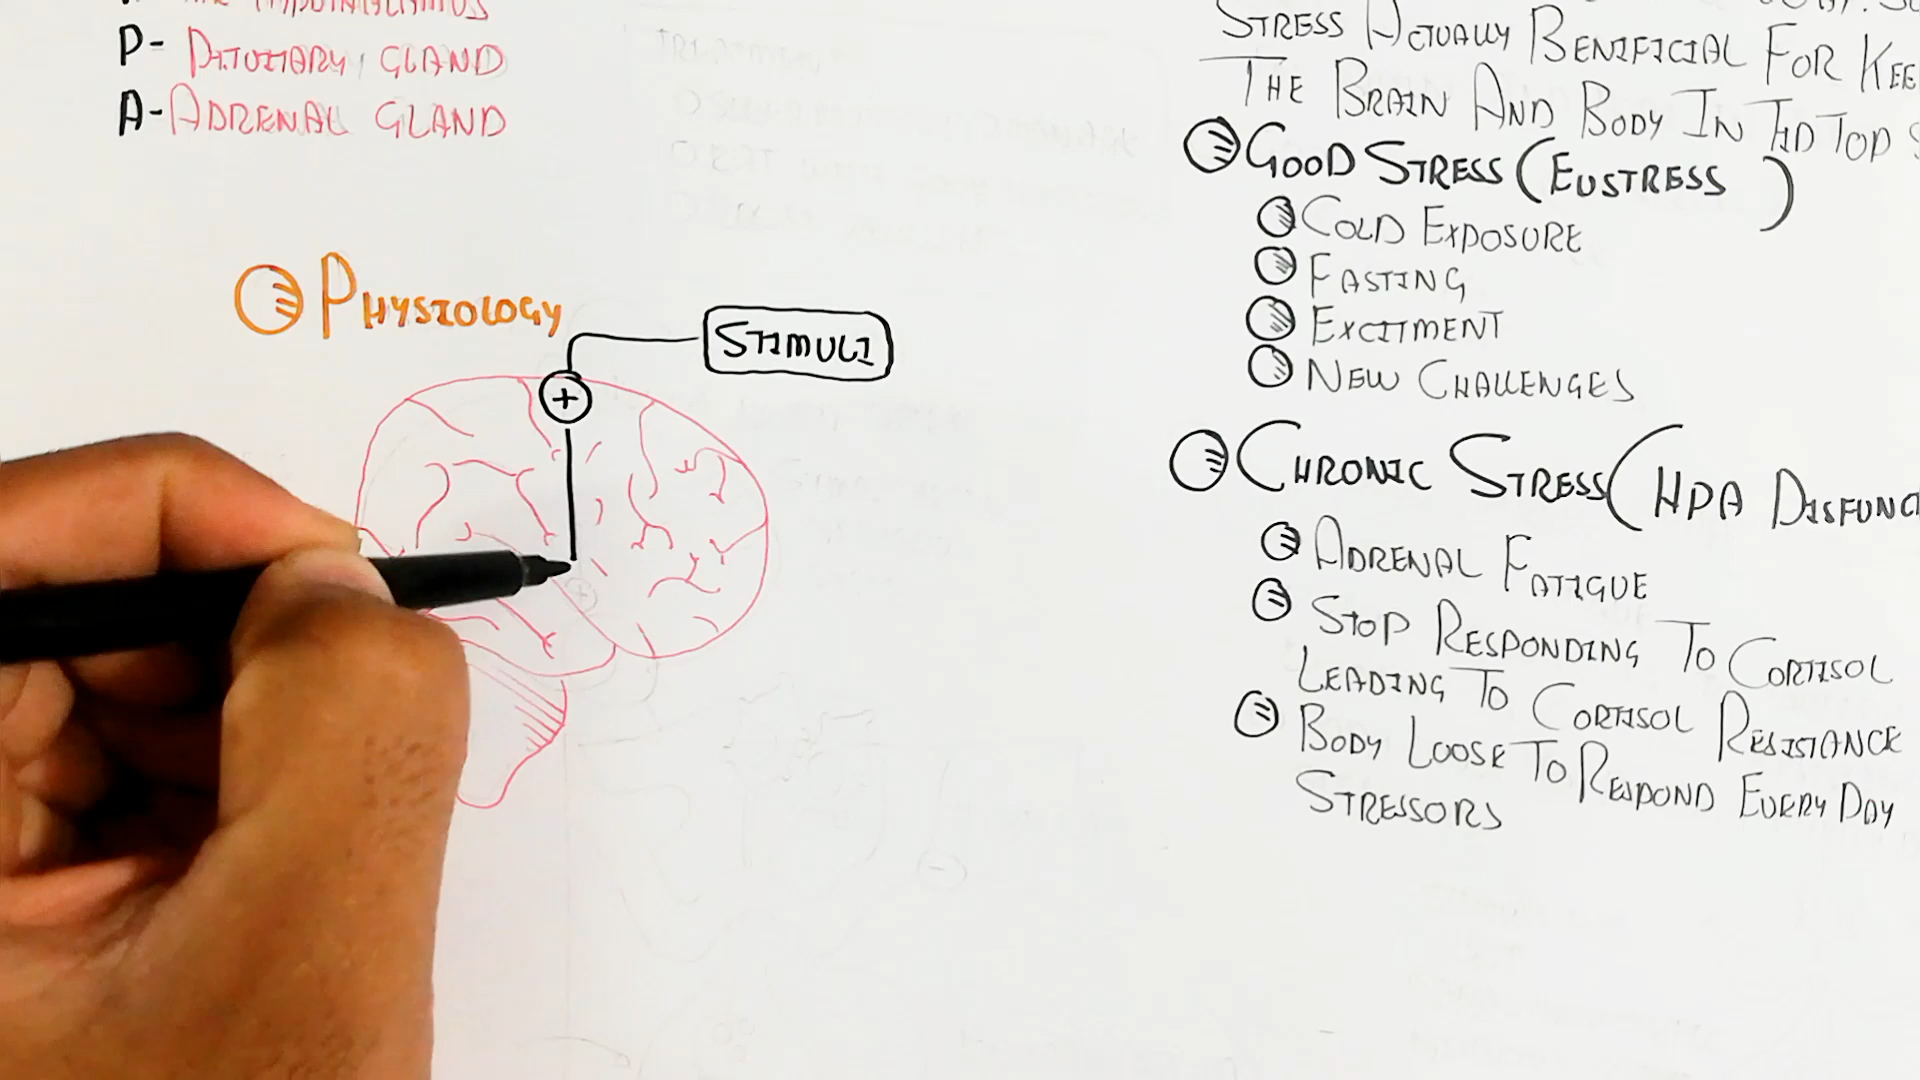 P- PITUITARY GLAND
A- ADRENAL GLAND
PHYSIOLOGY
+
STIMULI
STRESS ACTUALLY BENIFICIAL FOR
THE BRAIN AND BODY IN TOP
GOOD STRESS (EUSTRESS)
COLD EXPOSURE
FASTING
EXCITMENT
NEW CHALLENGES
CHRONIC STRESS (HPA
ADRENAL FATIGUE
STOP RESPONDING TO CORTISOL
LEADING TO CORTISOL RESISTANCE
BODY LOOSE TO RESPOND EVERY DAY
STRESSORS